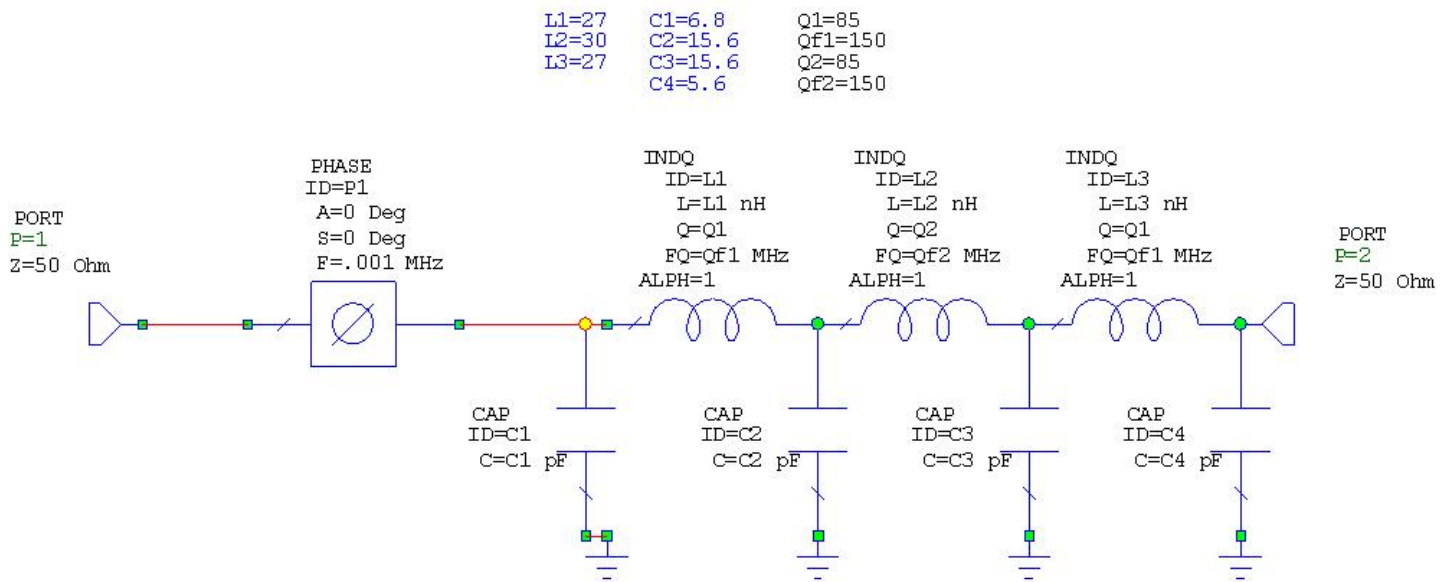 L1=27 C1=6.8 Q1=85
L2=30 C2=15.6 Qf1=150
L3=27 C3=15.6 Q2=85
C4=5.6 Qf2=150
PORT
P=1
Z=50 Ohm
PHASE
ID=P1
A=0 Deg
S=0 Deg
F=.001 MHz
INDQ
ID=L1
L=L1 nH
Q=Q1
FQ=Qf1 MHz
ALPH=1
INDQ
ID=L2
L=L2 nH
Q=Q2
FQ=Qf2 MHz
ALPH=1
INDQ
ID=L3
L=L3 nH
Q=Q1
FQ=Qf1 MHz
ALPH=1
PORT
P=2
Z=50 Ohm
CAP
ID=C1
C=C1 pF
CAP
ID=C2
C=C2 pF
CAP
ID=C3
C=C3 pF
CAP
ID=C4
C=C4 pF